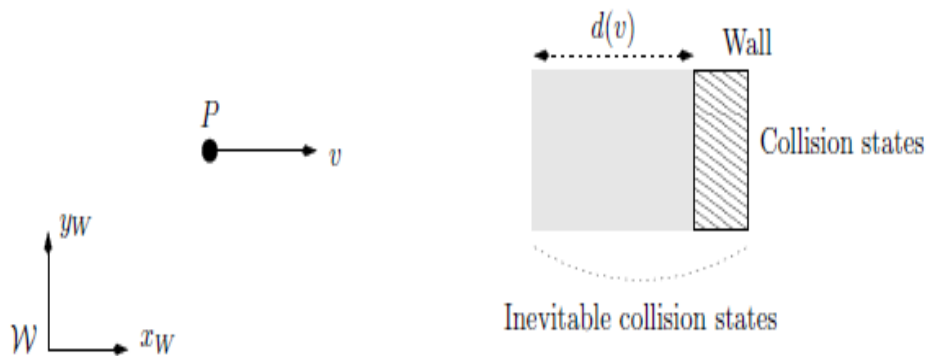 d(v)
Wall
P
v
Collision states
y_W
W
x_W
Inevitable collision states